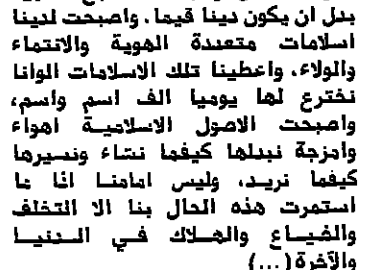 بدل ان يكون دينا قيما. واصبحت لدينا
اسلامات متعددة الهوية والانتماء
والولاء. واعطينا تلك الاسلامات الوانا
نخترع لها يوميا الف اسم واسم،
واصبحت الاصول الاسلامية اهواء
وامزجة نبدلها كيفما نشاء ونسيرها
كيفما نريد، وليس امامنا اذا ما
استمرت هذه الحال بنا الا التخلف
والضياع والهلاك في الدنيا
والآخرة (...)